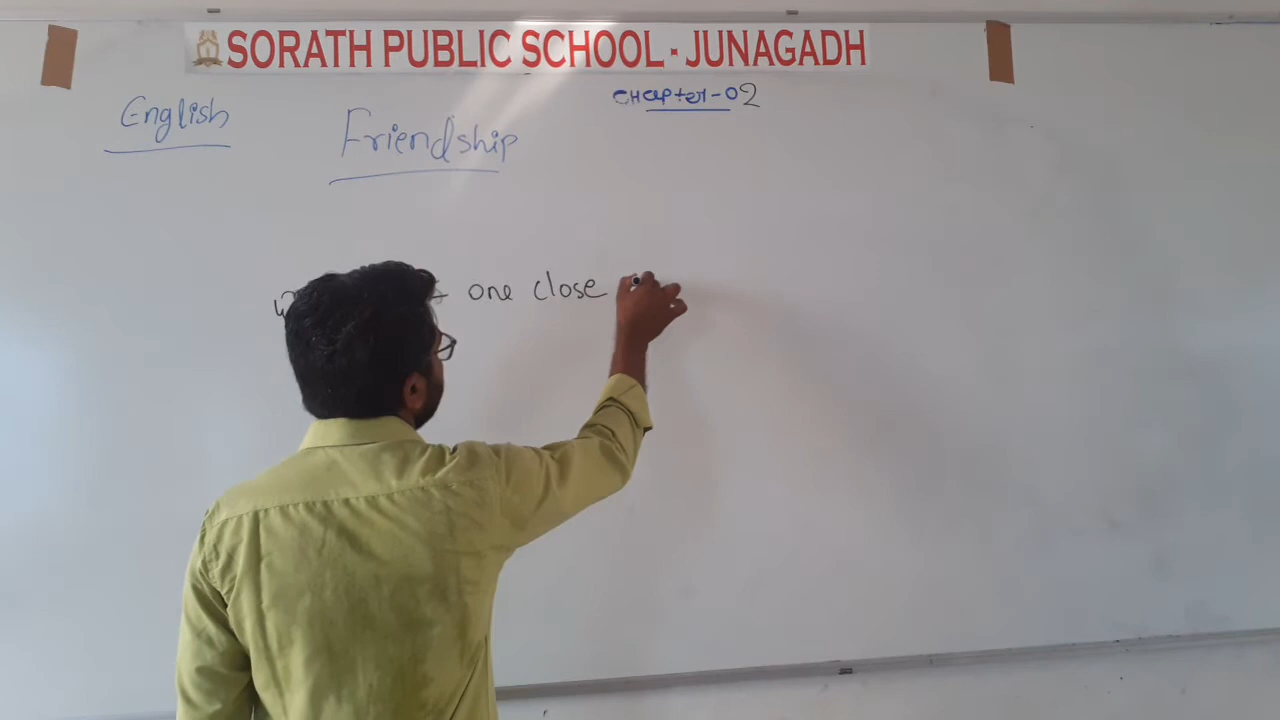 SORATH PUBLIC SCHOOL - JUNAGADH
CHapter-02
English
Friendship
one close